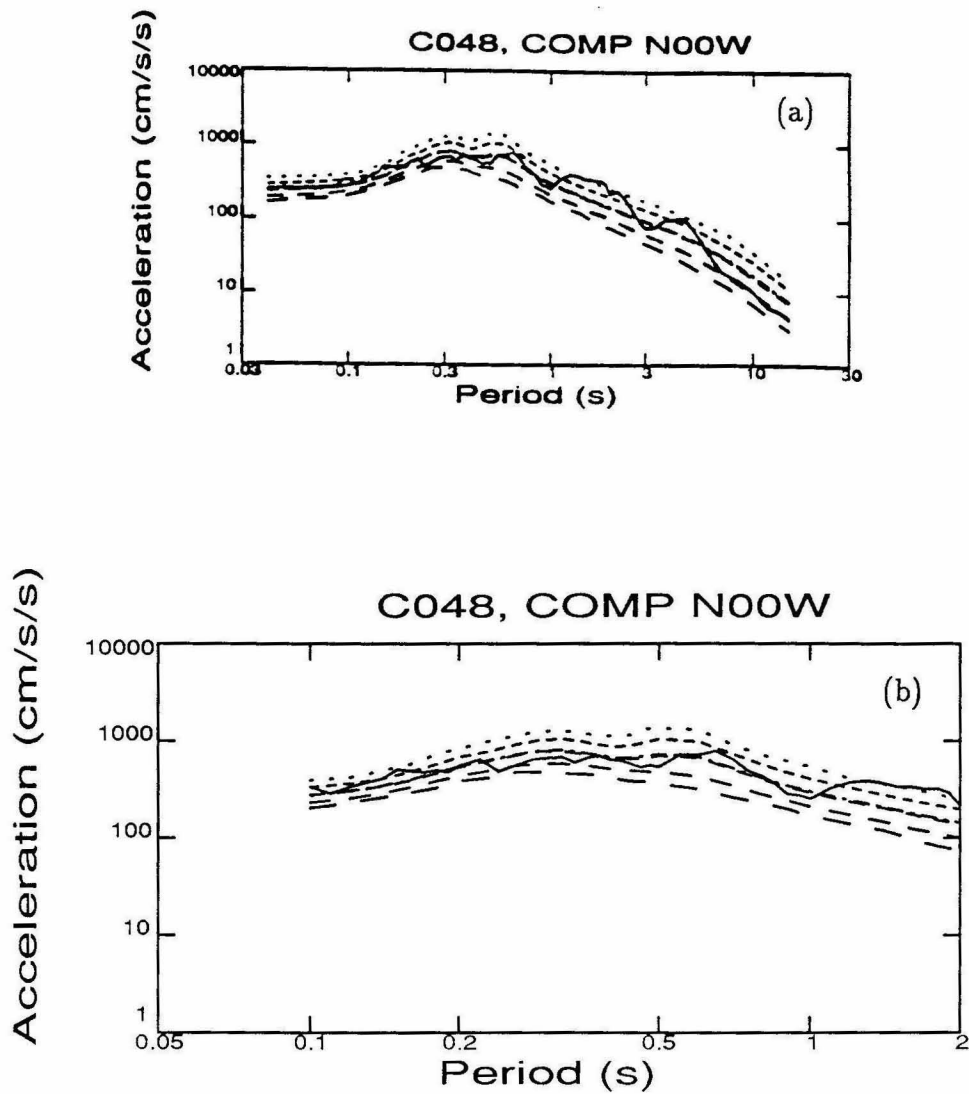 C048, COMP N00W
Acceleration (cm/s/s)
(a)
10000
1000
100
10
1
0.03 0.1 0.3 1 3 10 30
Period (s)
C048, COMP N00W
Acceleration (cm/s/s)
(b)
10000
1000
100
10
1
0.05 0.1 0.2 0.5 1 2
Period (s)